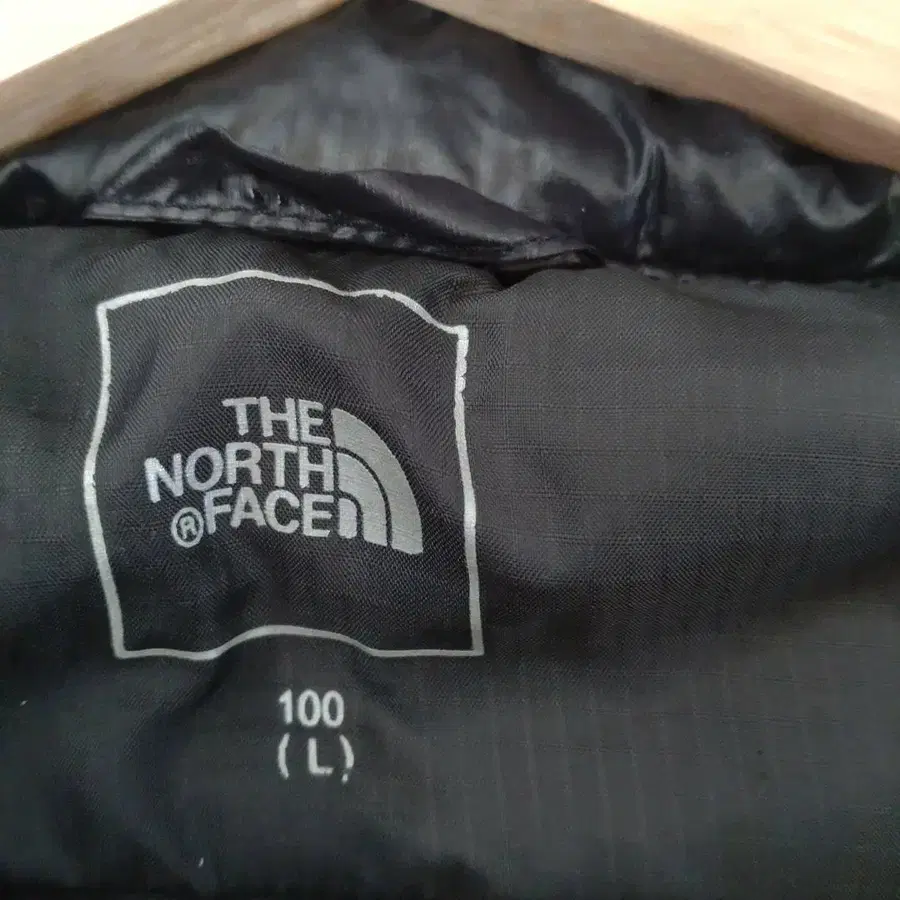 THE
NORTH
®FACE
100
(L)